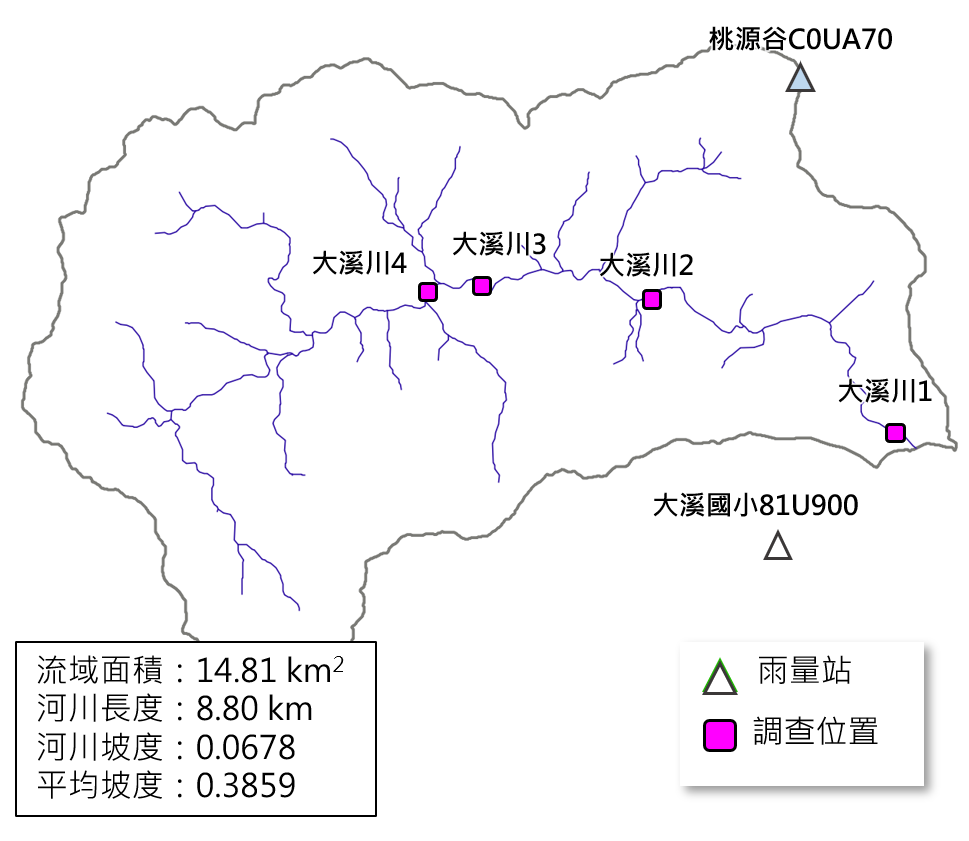 桃源谷C0UA70
大溪川3
大溪川4
大溪川2
大溪川1
大溪國小81U900
流域面積：14.81 km²
河川長度：8.80 km
河川坡度：0.0678
平均坡度：0.3859
雨量站
調查位置